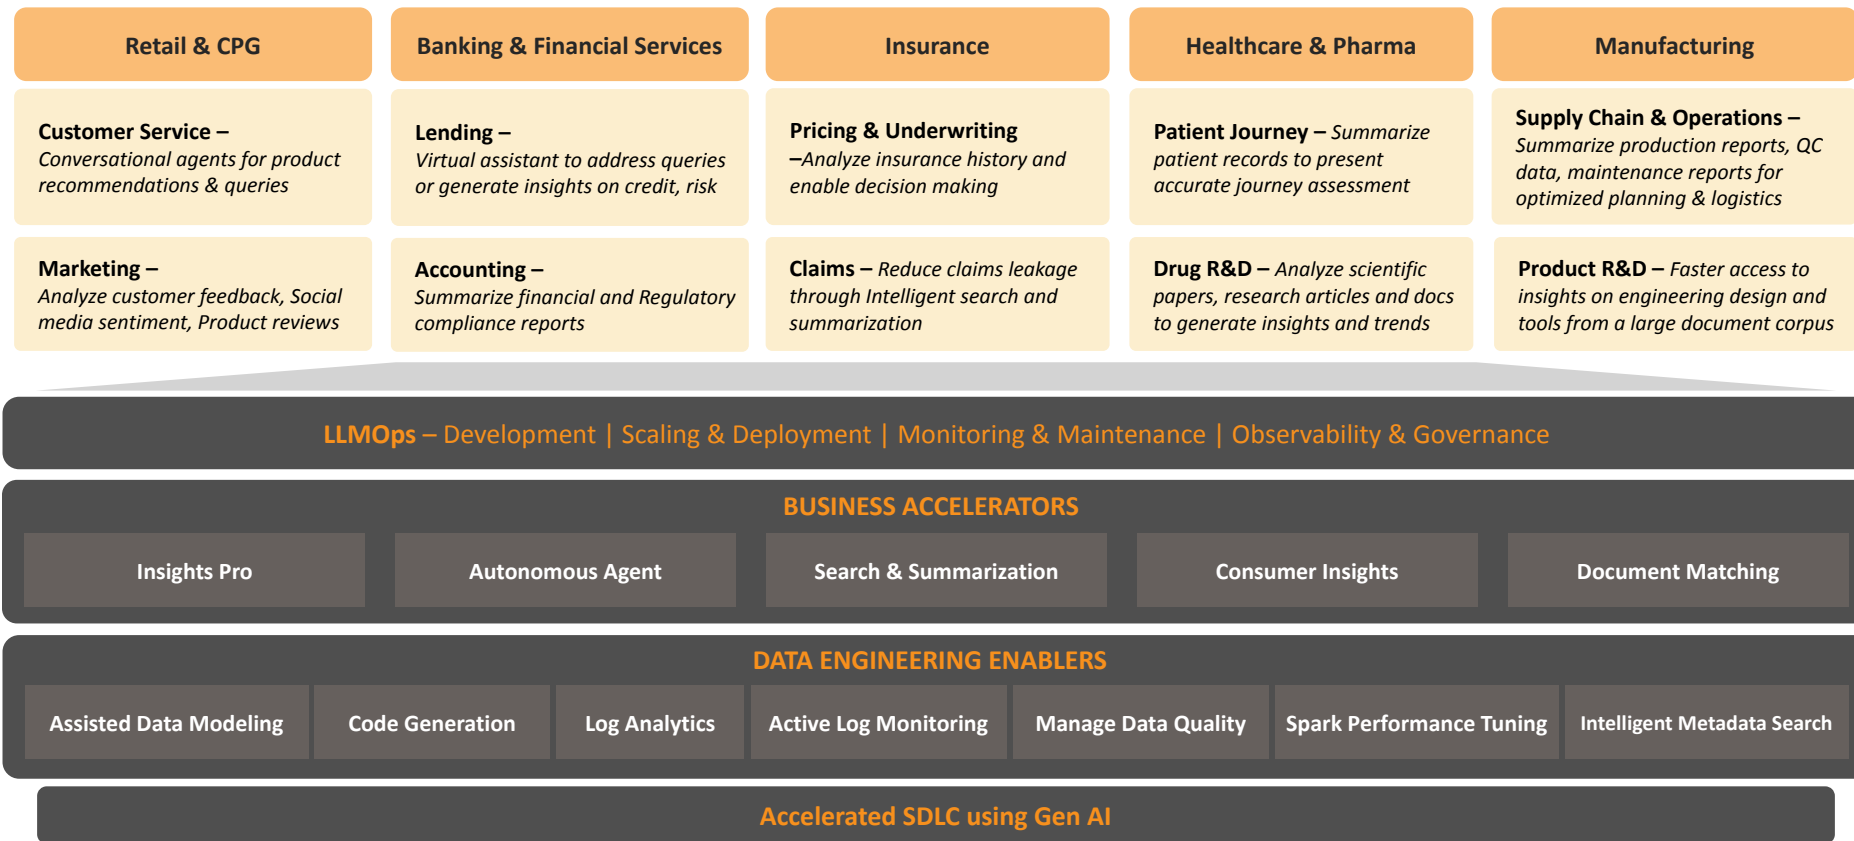 Retail & CPG
Banking & Financial Services
Insurance
Healthcare & Pharma
Manufacturing
Customer Service –
Conversational agents for product
recommendations & queries
Lending –
Virtual assistant to address queries
or generate insights on credit, risk
Pricing & Underwriting
–Analyze insurance history and
enable decision making
Patient Journey – Summarize
patient records to present
accurate journey assessment
Supply Chain & Operations –
Summarize production reports, QC
data, maintenance reports for
optimized planning & logistics
Marketing –
Analyze customer feedback, Social
media sentiment, Product reviews
Accounting –
Summarize financial and Regulatory
compliance reports
Claims – Reduce claims leakage
through Intelligent search and
summarization
Drug R&D – Analyze scientific
papers, research articles and docs
to generate insights and trends
Product R&D – Faster access to
insights on engineering design and
tools from a large document corpus
LLMOps – Development | Scaling & Deployment | Monitoring & Maintenance | Observability & Governance
BUSINESS ACCELERATORS
Insights Pro
Autonomous Agent
Search & Summarization
Consumer Insights
Document Matching
DATA ENGINEERING ENABLERS
Assisted Data Modeling
Code Generation
Log Analytics
Active Log Monitoring
Manage Data Quality
Spark Performance Tuning
Intelligent Metadata Search
Accelerated SDLC using Gen AI